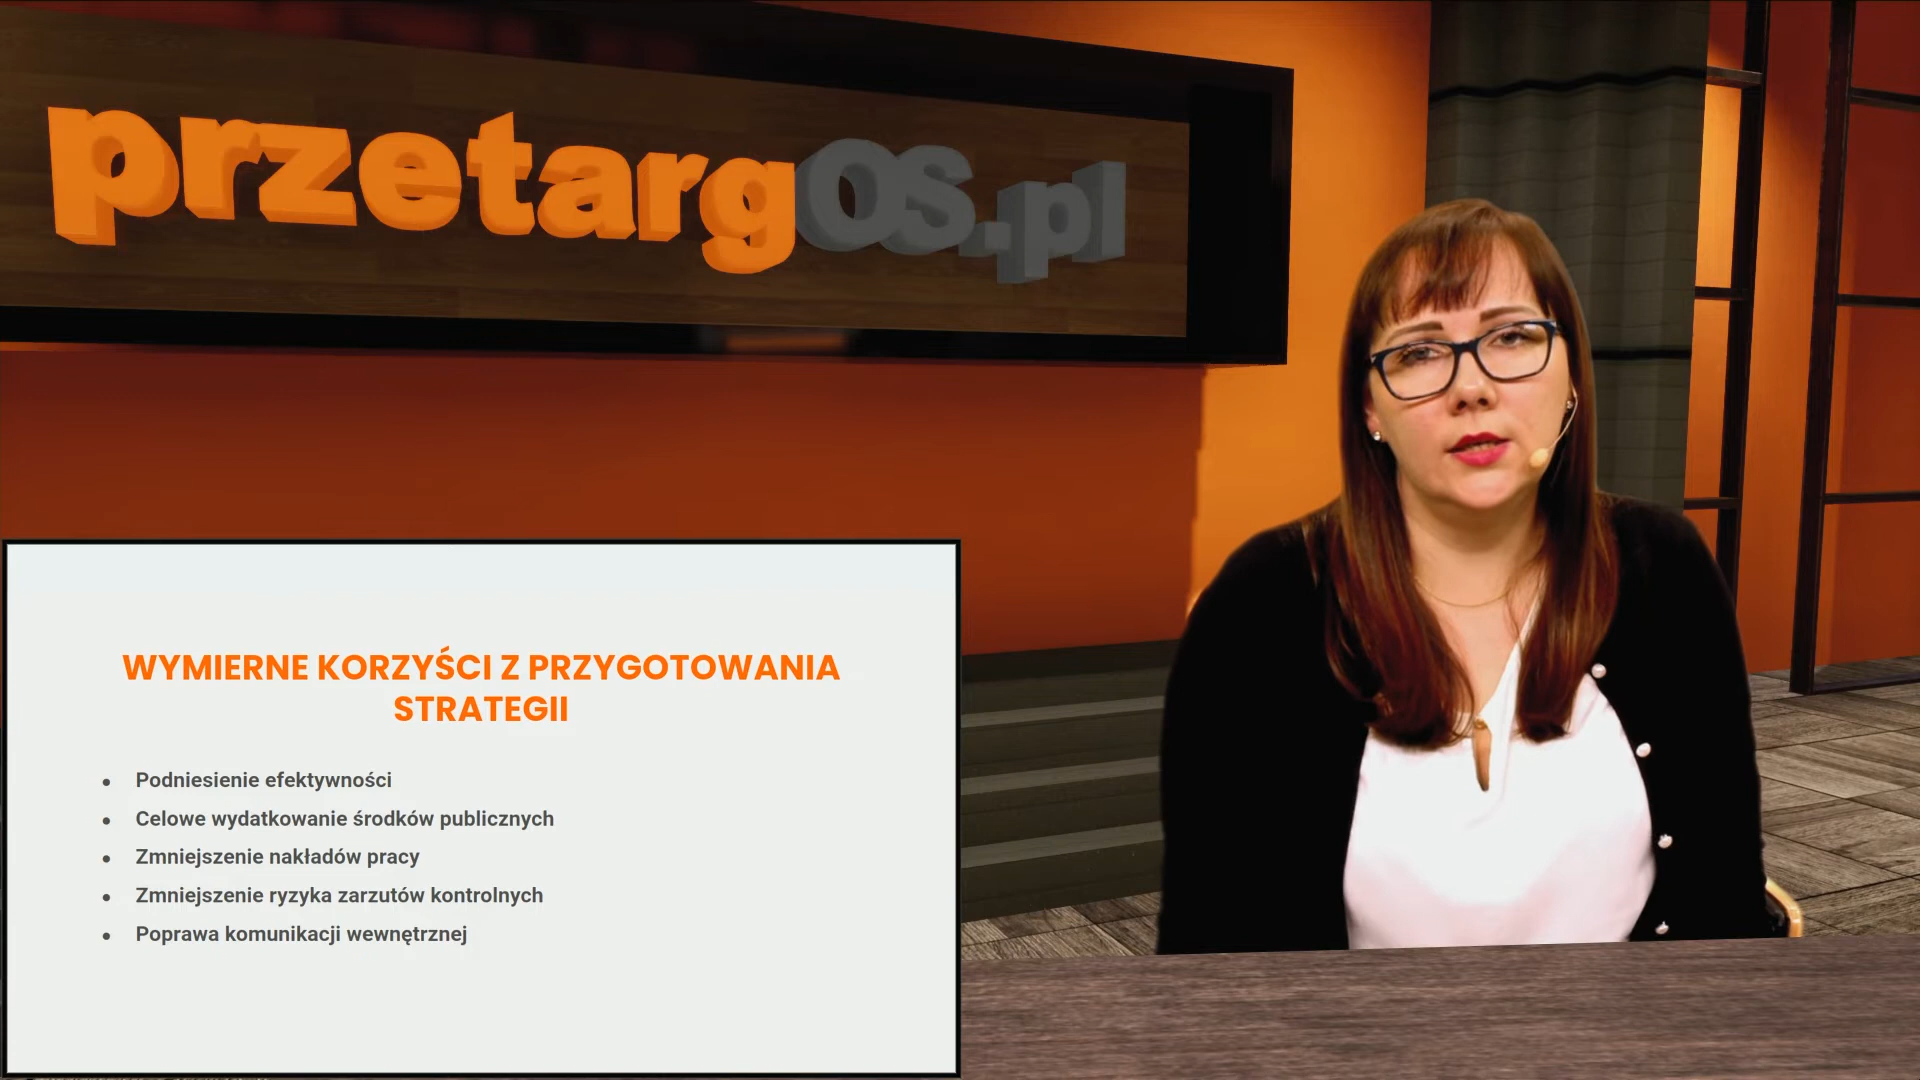 przetargOS.pl
WYMIERNE KORZYŚCI Z PRZYGOTOWANIA
STRATEGII
• Podniesienie efektywności
• Celowe wydatkowanie środków publicznych
• Zmniejszenie nakładów pracy
• Zmniejszenie ryzyka zarzutów kontrolnych
• Poprawa komunikacji wewnętrznej